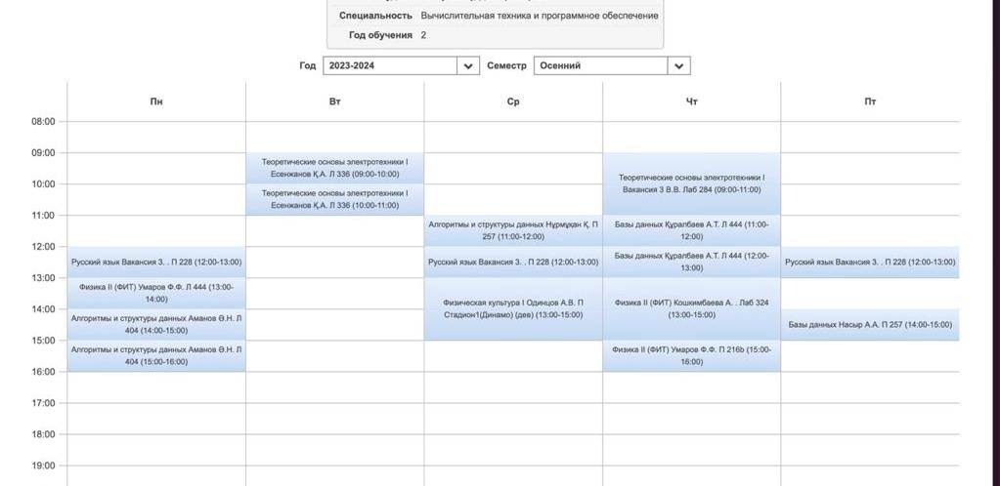 Специальность Вычислительная техника и программное обеспечение
Год обучения 2
Год 2023-2024 Семестр Осенний
Пн Вт Ср Чт Пт
08:00
09:00
Теоретические основы электротехники I
Есенжанов Қ.А. Л 336 (09:00-10:00)
Теоретические основы электротехники I
Вакансия 3 В.В. Лаб 284 (09:00-11:00)
10:00
Теоретические основы электротехники I
Есенжанов Қ.А. Л 336 (10:00-11:00)
11:00
Алгоритмы и структуры данных Нұрмұқан Қ. П
257 (11:00-12:00)
Базы данных Құралбаев А.Т. Л 444 (11:00-
12:00)
12:00
Русский язык Вакансия 3. . П 228 (12:00-13:00)
Русский язык Вакансия 3. . П 228 (12:00-13:00)
Базы данных Құралбаев А.Т. Л 444 (12:00-
13:00)
Русский язык Вакансия 3. . П 228 (12:00-13:00)
13:00
Физика II (ФИТ) Умаров Ф.Ф. Л 444 (13:00-
14:00)
Физическая культура I Одинцов А.В. П
Стадион1(Динамо) (дев) (13:00-15:00)
Физика II (ФИТ) Кошкимбаева А. . Лаб 324
(13:00-15:00)
14:00
Алгоритмы и структуры данных Аманов Ө.Н. Л
404 (14:00-15:00)
Базы данных Насыр А.А. П 257 (14:00-15:00)
15:00
Алгоритмы и структуры данных Аманов Ө.Н. Л
404 (15:00-16:00)
Физика II (ФИТ) Умаров Ф.Ф. П 216b (15:00-
16:00)
16:00
17:00
18:00
19:00